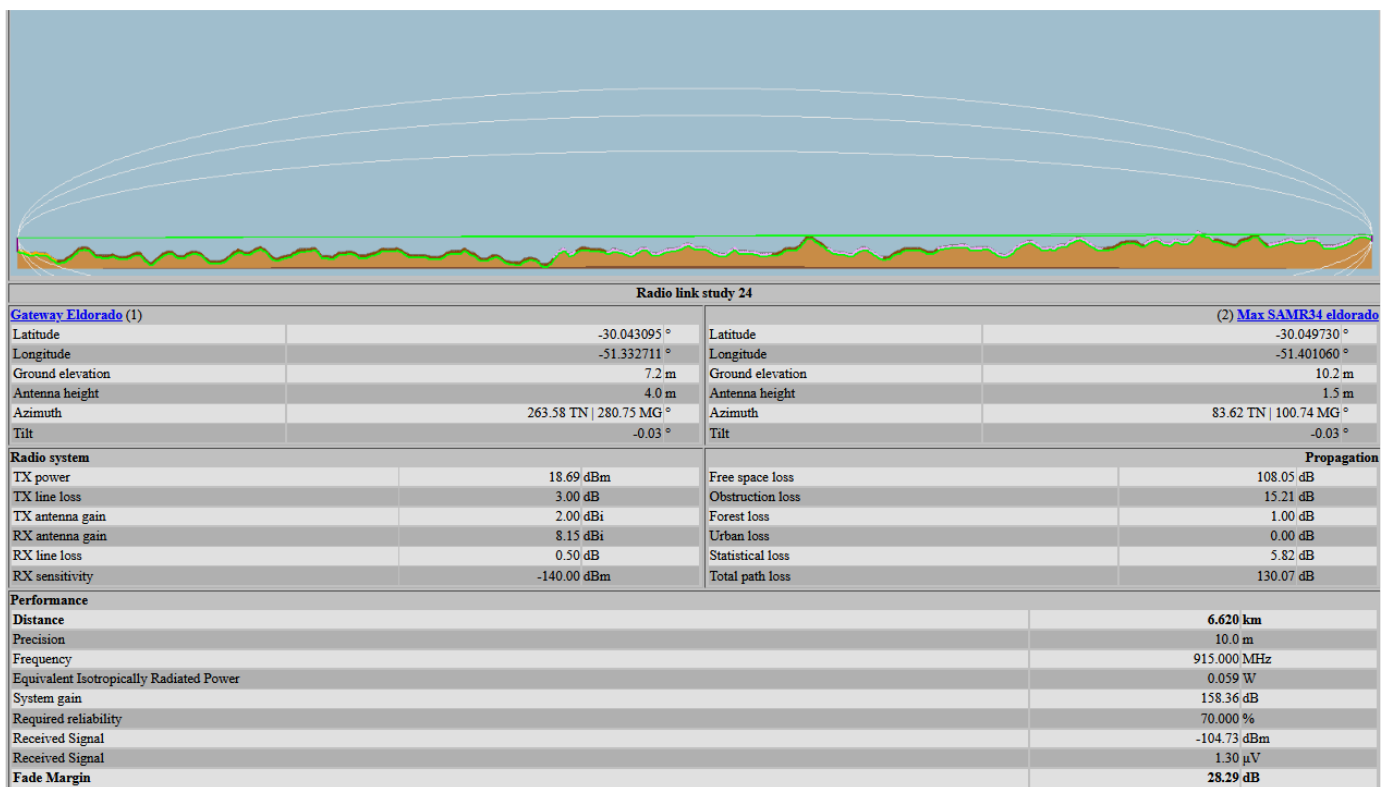 Radio link study 24
Gateway Eldorado (1) (2) Max SAMR34 eldorado
Latitude -30.043095 ° Latitude -30.049730 °
Longitude -51.332711 ° Longitude -51.401060 °
Ground elevation 7.2 m Ground elevation 10.2 m
Antenna height 4.0 m Antenna height 1.5 m
Azimuth 263.58 TN | 280.75 MG ° Azimuth 83.62 TN | 100.74 MG °
Tilt -0.03 ° Tilt -0.03 °
Radio system Propagation
TX power 18.69 dBm Free space loss 108.05 dB
TX line loss 3.00 dB Obstruction loss 15.21 dB
TX antenna gain 2.00 dBi Forest loss 1.00 dB
RX antenna gain 8.15 dBi Urban loss 0.00 dB
RX line loss 0.50 dB Statistical loss 5.82 dB
RX sensitivity -140.00 dBm Total path loss 130.07 dB
Performance
Distance 6.620 km
Precision 10.0 m
Frequency 915.000 MHz
Equivalent Isotropically Radiated Power 0.059 W
System gain 158.36 dB
Required reliability 70.000 %
Received Signal -104.73 dBm
Received Signal 1.30 µV
Fade Margin 28.29 dB